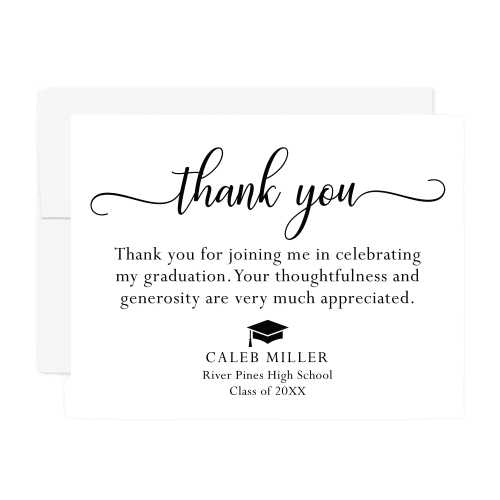 thank you
Thank you for joining me in celebrating
my graduation. Your thoughtfulness and
generosity are very much appreciated.
CALEB MILLER
River Pines High School
Class of 20XX